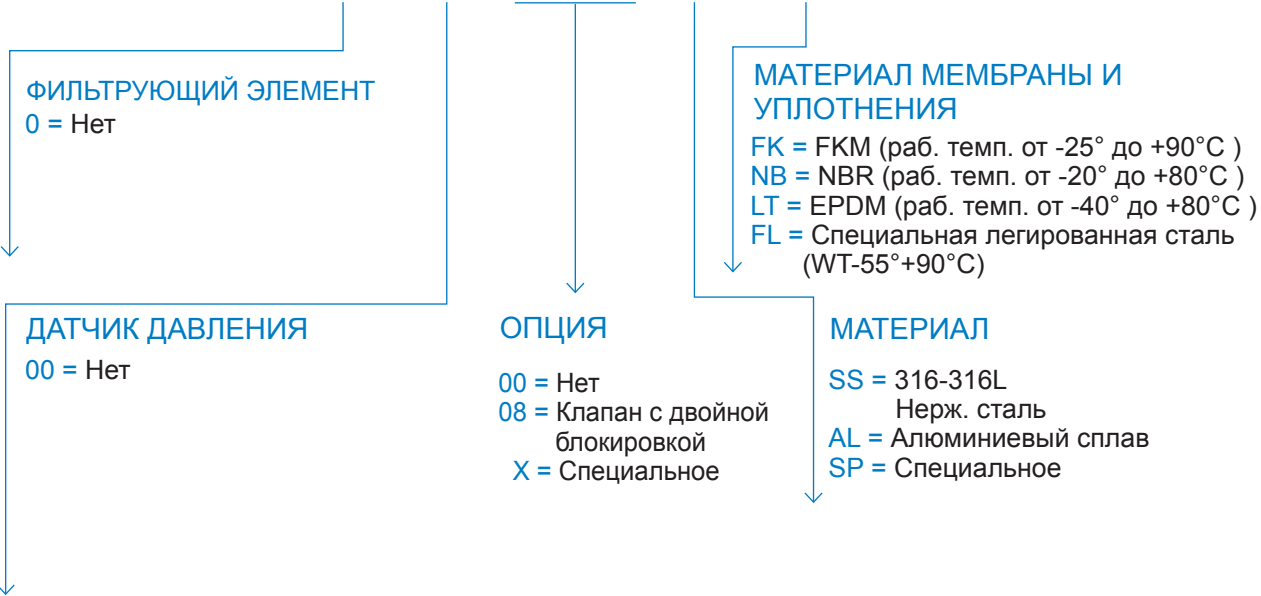 ФИЛЬТРУЮЩИЙ ЭЛЕМЕНТ
0 = Нет
МАТЕРИАЛ МЕМБРАНЫ И
УПЛОТНЕНИЯ
FK = FKM (раб. темп. от -25° до +90°C )
NB = NBR (раб. темп. от -20° до +80°C )
LT = EPDM (раб. темп. от -40° до +80°C )
FL = Специальная легированная сталь
(WT-55°+90°C)
ДАТЧИК ДАВЛЕНИЯ
00 = Нет
ОПЦИЯ
00 = Нет
08 = Клапан с двойной
блокировкой
X = Специальное
МАТЕРИАЛ
SS = 316-316L
Нерж. сталь
AL = Алюминиевый сплав
SP = Специальное